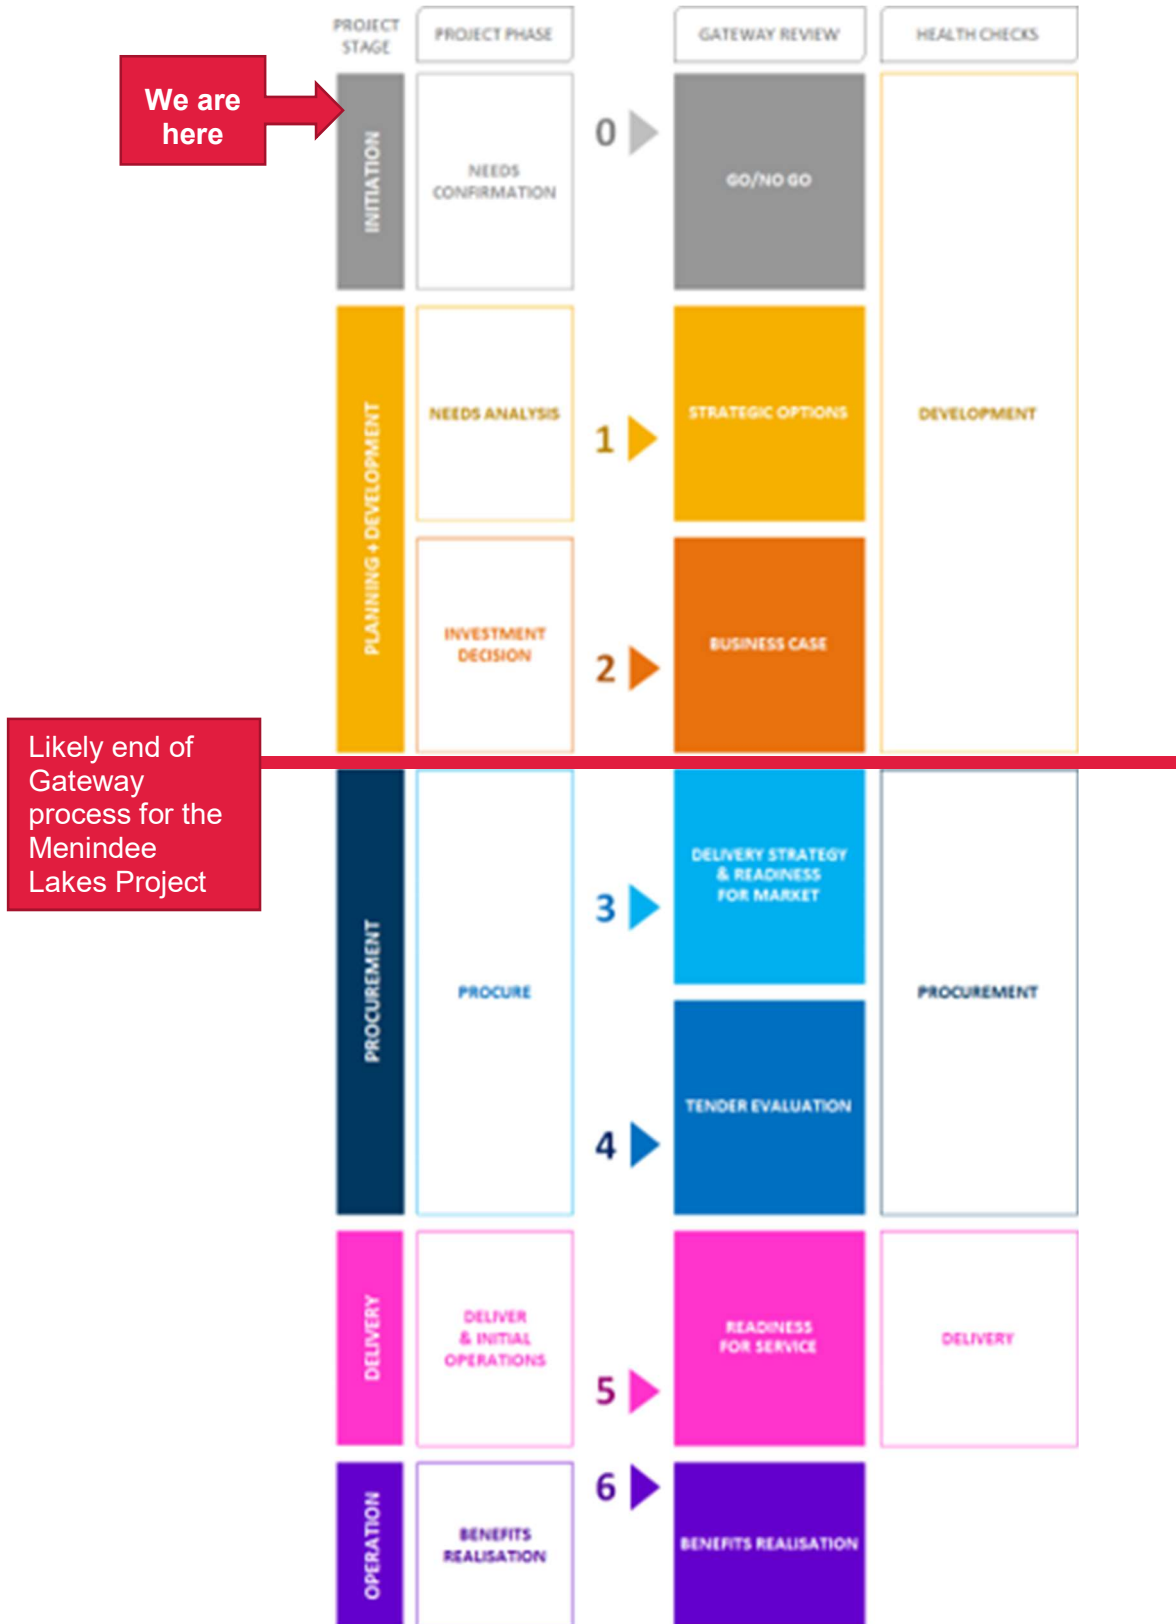 PROJECT
STAGE
PROJECT PHASE
GATEWAY REVIEW
HEALTH CHECKS
We are
here
INITIATION
NEEDS
CONFIRMATION
0
GO/NO GO
PLANNING + DEVELOPMENT
NEEDS ANALYSIS
1
STRATEGIC OPTIONS
DEVELOPMENT
INVESTMENT
DECISION
2
BUSINESS CASE
Likely end of
Gateway
process for the
Menindee
Lakes Project
PROCUREMENT
PROCURE
3
DELIVERY STRATEGY
& READINESS
FOR MARKET
PROCUREMENT
4
TENDER EVALUATION
DELIVERY
DELIVER
& INITIAL
OPERATIONS
5
READINESS
FOR SERVICE
DELIVERY
OPERATION
BENEFITS
REALISATION
6
BENEFITS REALISATION